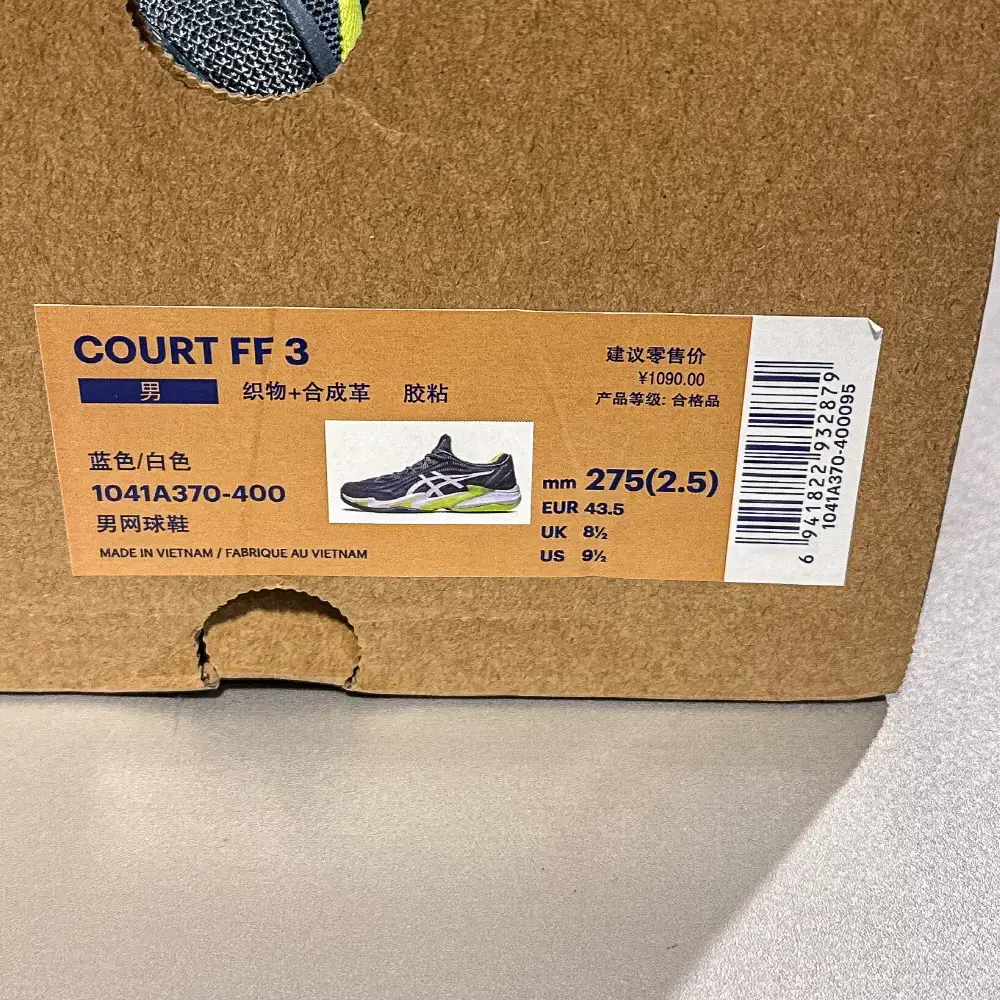 COURT FF 3
男 织物+合成革 胶粘
蓝色/白色
1041A370-400
男网球鞋
MADE IN VIETNAM / FABRIQUE AU VIETNAM
建议零售价
¥1090.00
产品等级: 合格品
mm 275(2.5)
EUR 43.5
UK 8½
US 9½
6 941822 932879
1041A370-400095